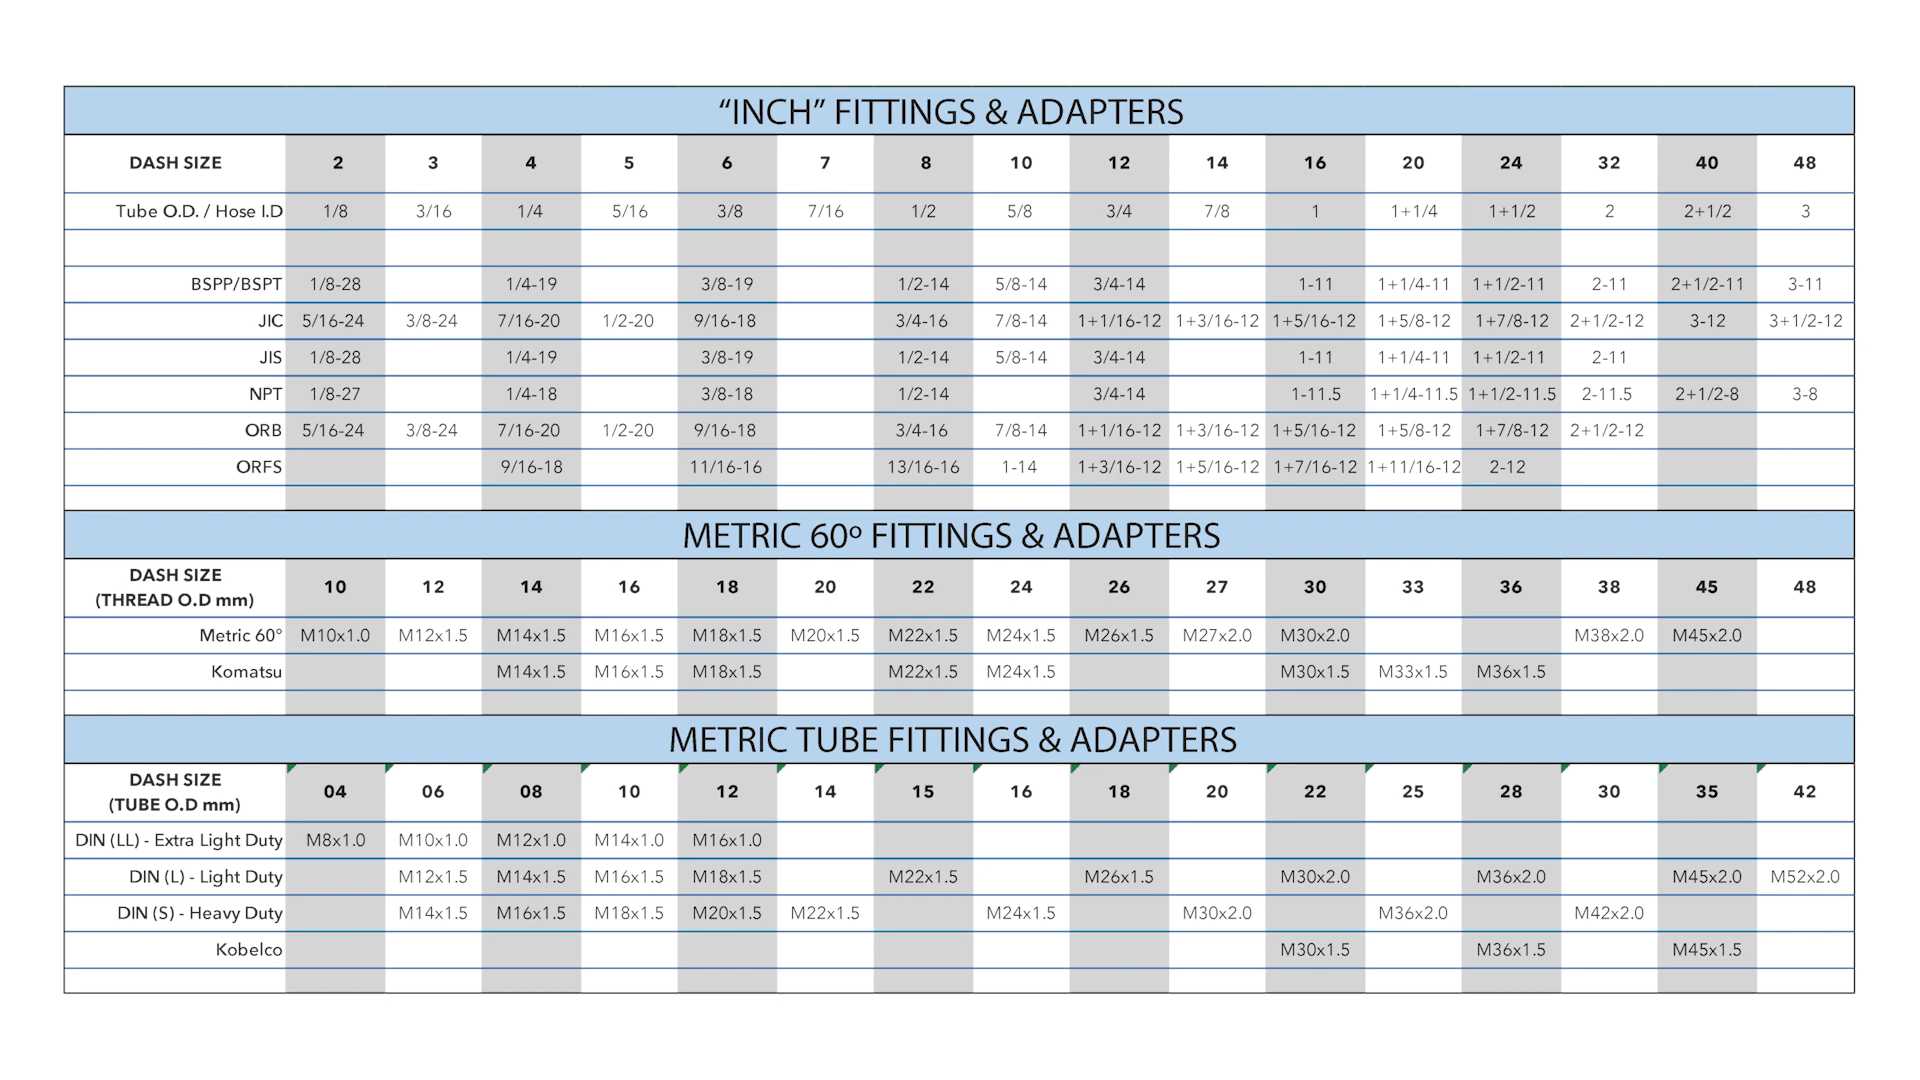 “INCH” FITTINGS & ADAPTERS
DASH SIZE 2 3 4 5 6 7 8 10 12 14 16 20 24 32 40 48
Tube O.D. / Hose I.D 1/8 3/16 1/4 5/16 3/8 7/16 1/2 5/8 3/4 7/8 1 1+1/4 1+1/2 2 2+1/2 3
BSPP/BSPT 1/8-28 1/4-19 3/8-19 1/2-14 5/8-14 3/4-14 1-11 1+1/4-11 1+1/2-11 2-11 2+1/2-11 3-11
JIC 5/16-24 3/8-24 7/16-20 1/2-20 9/16-18 3/4-16 7/8-14 1+1/16-12 1+3/16-12 1+5/16-12 1+5/8-12 1+7/8-12 2+1/2-12 3-12 3+1/2-12
JIS 1/8-28 1/4-19 3/8-19 1/2-14 5/8-14 3/4-14 1-11 1+1/4-11 1+1/2-11 2-11
NPT 1/8-27 1/4-18 3/8-18 1/2-14 3/4-14 1-11.5 1+1/4-11.5 1+1/2-11.5 2-11.5 2+1/2-8 3-8
ORB 5/16-24 3/8-24 7/16-20 1/2-20 9/16-18 3/4-16 7/8-14 1+1/16-12 1+3/16-12 1+5/16-12 1+5/8-12 1+7/8-12 2+1/2-12
ORFS 9/16-18 11/16-16 13/16-16 1-14 1+3/16-12 1+5/16-12 1+7/16-12 1+11/16-12 2-12
METRIC 60º FITTINGS & ADAPTERS
DASH SIZE
(THREAD O.D mm) 10 12 14 16 18 20 22 24 26 27 30 33 36 38 45 48
Metric 60° M10x1.0 M12x1.5 M14x1.5 M16x1.5 M18x1.5 M20x1.5 M22x1.5 M24x1.5 M26x1.5 M27x2.0 M30x2.0 M38x2.0 M45x2.0
Komatsu M14x1.5 M16x1.5 M18x1.5 M22x1.5 M24x1.5 M30x1.5 M33x1.5 M36x1.5
METRIC TUBE FITTINGS & ADAPTERS
DASH SIZE
(TUBE O.D mm) 04 06 08 10 12 14 15 16 18 20 22 25 28 30 35 42
DIN (LL) - Extra Light Duty M8x1.0 M10x1.0 M12x1.0 M14x1.0 M16x1.0
DIN (L) - Light Duty M12x1.5 M14x1.5 M16x1.5 M18x1.5 M22x1.5 M26x1.5 M30x2.0 M36x2.0 M45x2.0 M52x2.0
DIN (S) - Heavy Duty M14x1.5 M16x1.5 M18x1.5 M20x1.5 M22x1.5 M24x1.5 M30x2.0 M36x2.0 M42x2.0
Kobelco M30x1.5 M36x1.5 M45x1.5